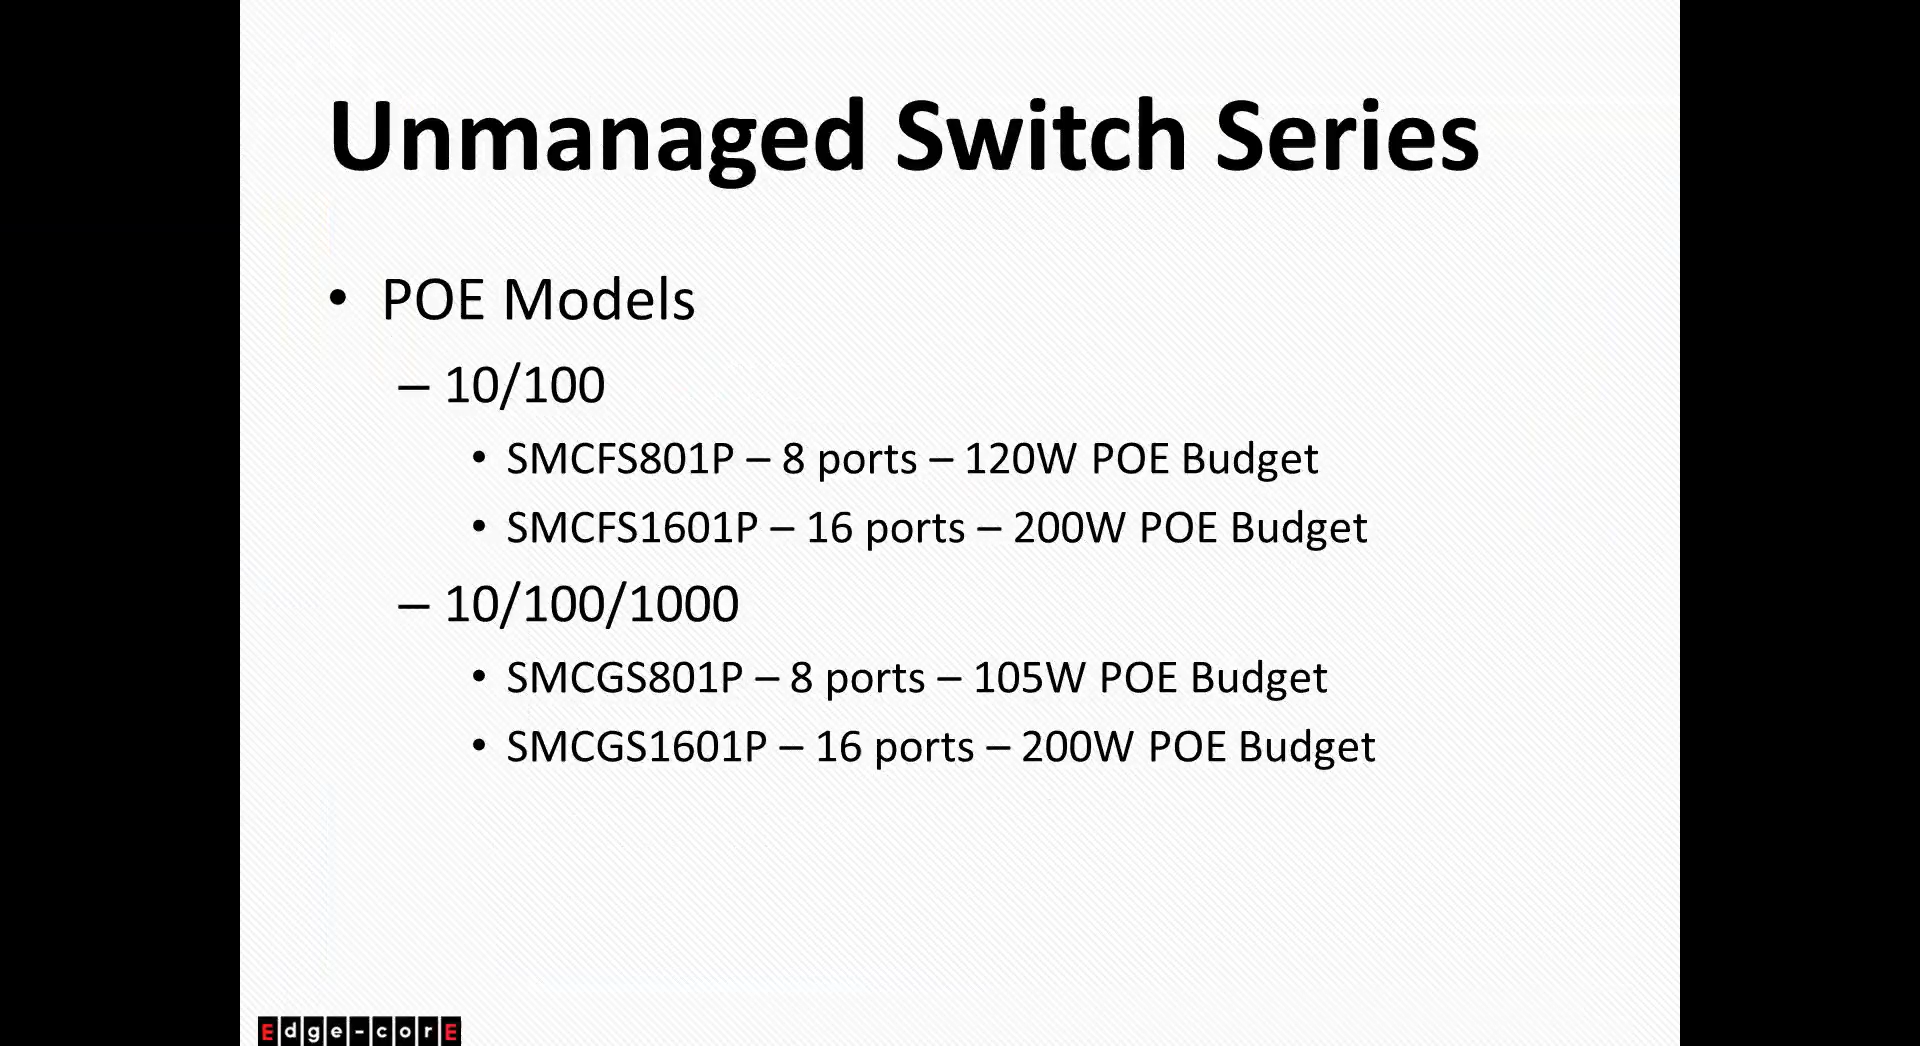 Unmanaged Switch Series
• POE Models
– 10/100
• SMCFS801P – 8 ports – 120W POE Budget
• SMCFS1601P – 16 ports – 200W POE Budget
– 10/100/1000
• SMCGS801P – 8 ports – 105W POE Budget
• SMCGS1601P – 16 ports – 200W POE Budget
Edge-corE